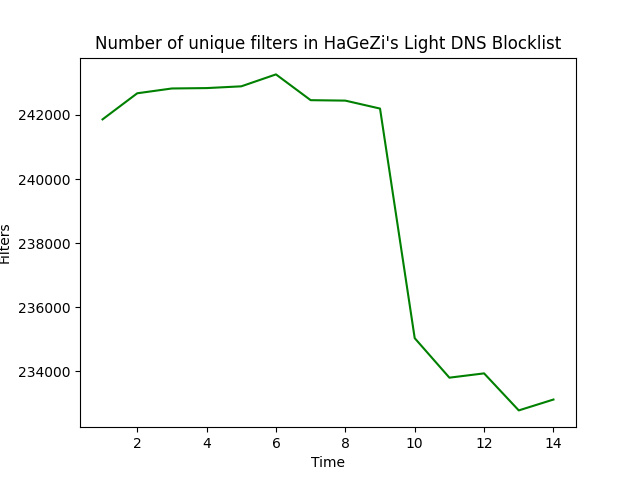 Number of unique filters in HaGeZi's Light DNS Blocklist
242000
240000
238000
236000
234000
Filters
2 4 6 8 10 12 14
Time